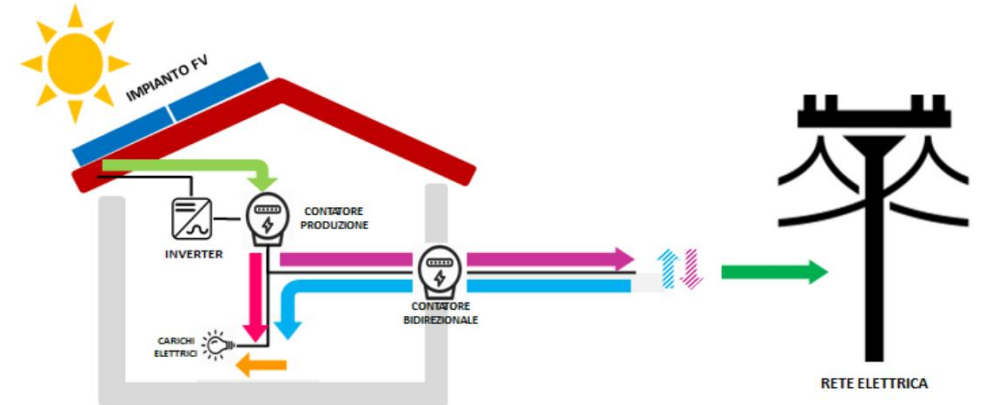 IMPIANTO FV
CONTATORE
PRODUZIONE
INVERTER
CONTATORE
BIDIREZIONALE
CARICHI
ELETTRICI
RETE ELETTRICA